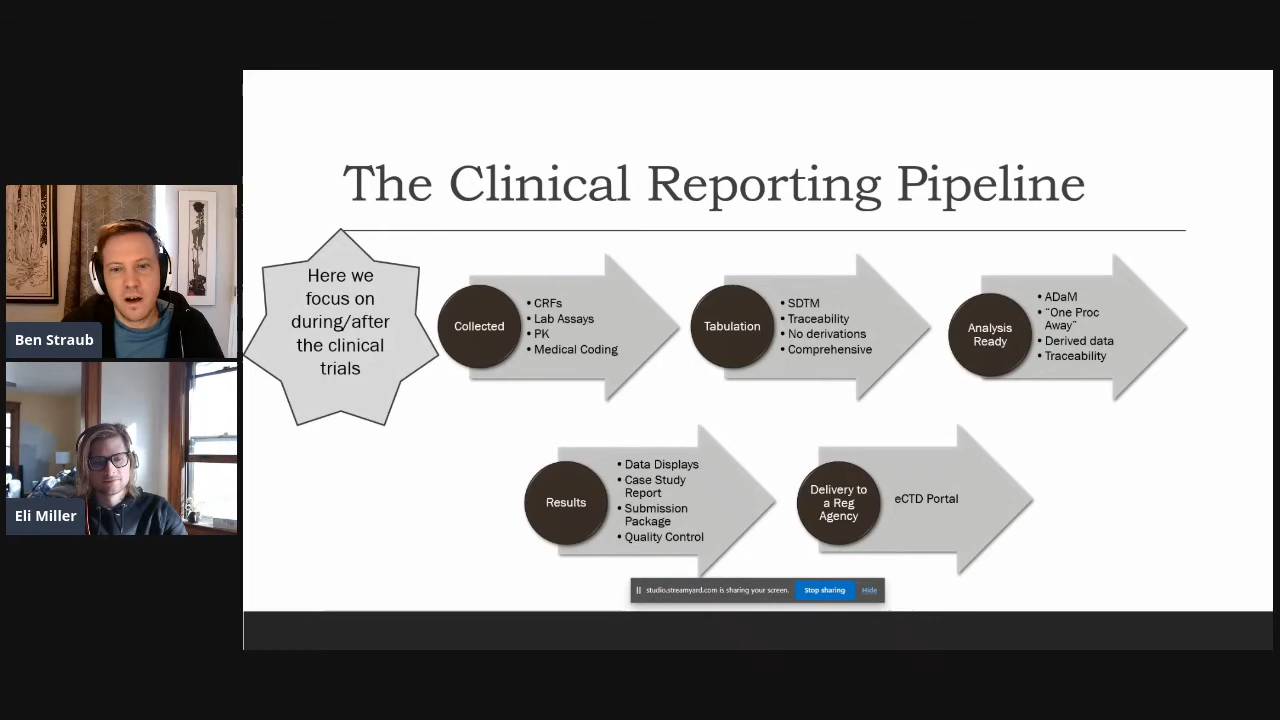 The Clinical Reporting Pipeline
Here we
focus on
during/after
the clinical
trials
Collected
• CRFs
• Lab Assays
• PK
• Medical Coding
Tabulation
• SDTM
• Traceability
• No derivations
• Comprehensive
Analysis
Ready
• ADaM
• “One Proc
Away”
• Derived data
• Traceability
Results
• Data Displays
• Case Study
Report
• Submission
Package
• Quality Control
Delivery to
a Reg
Agency
eCTD Portal
studio.streamyard.com is sharing your screen.
Stop sharing
Hide
Ben Straub
Eli Miller